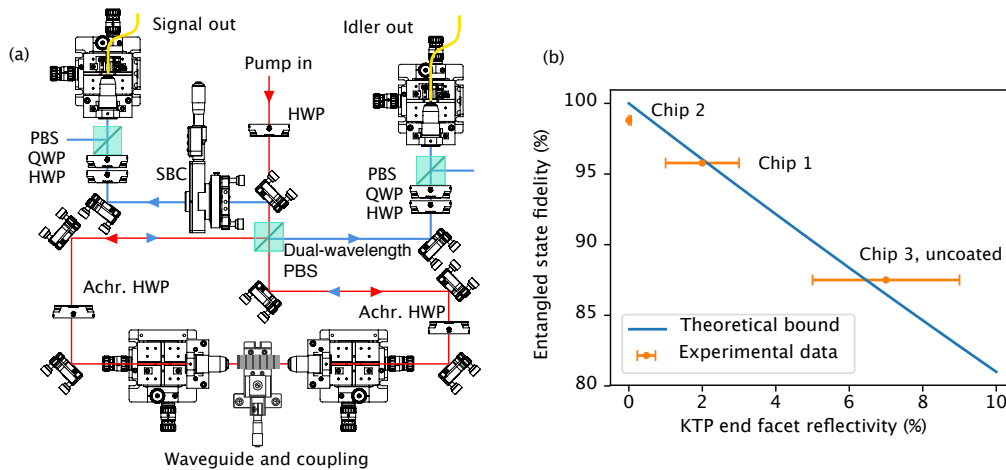 (a)
Signal out
Idler out
Pump in
HWP
PBS
QWP
HWP
SBC
PBS
QWP
HWP
Dual-wavelength
PBS
Achr. HWP
Achr. HWP
Waveguide and coupling
(b)
Entangled state fidelity (%)
100
95
90
85
80
Chip 2
Chip 1
Chip 3, uncoated
Theoretical bound
Experimental data
0
2
4
6
8
10
KTP end facet reflectivity (%)